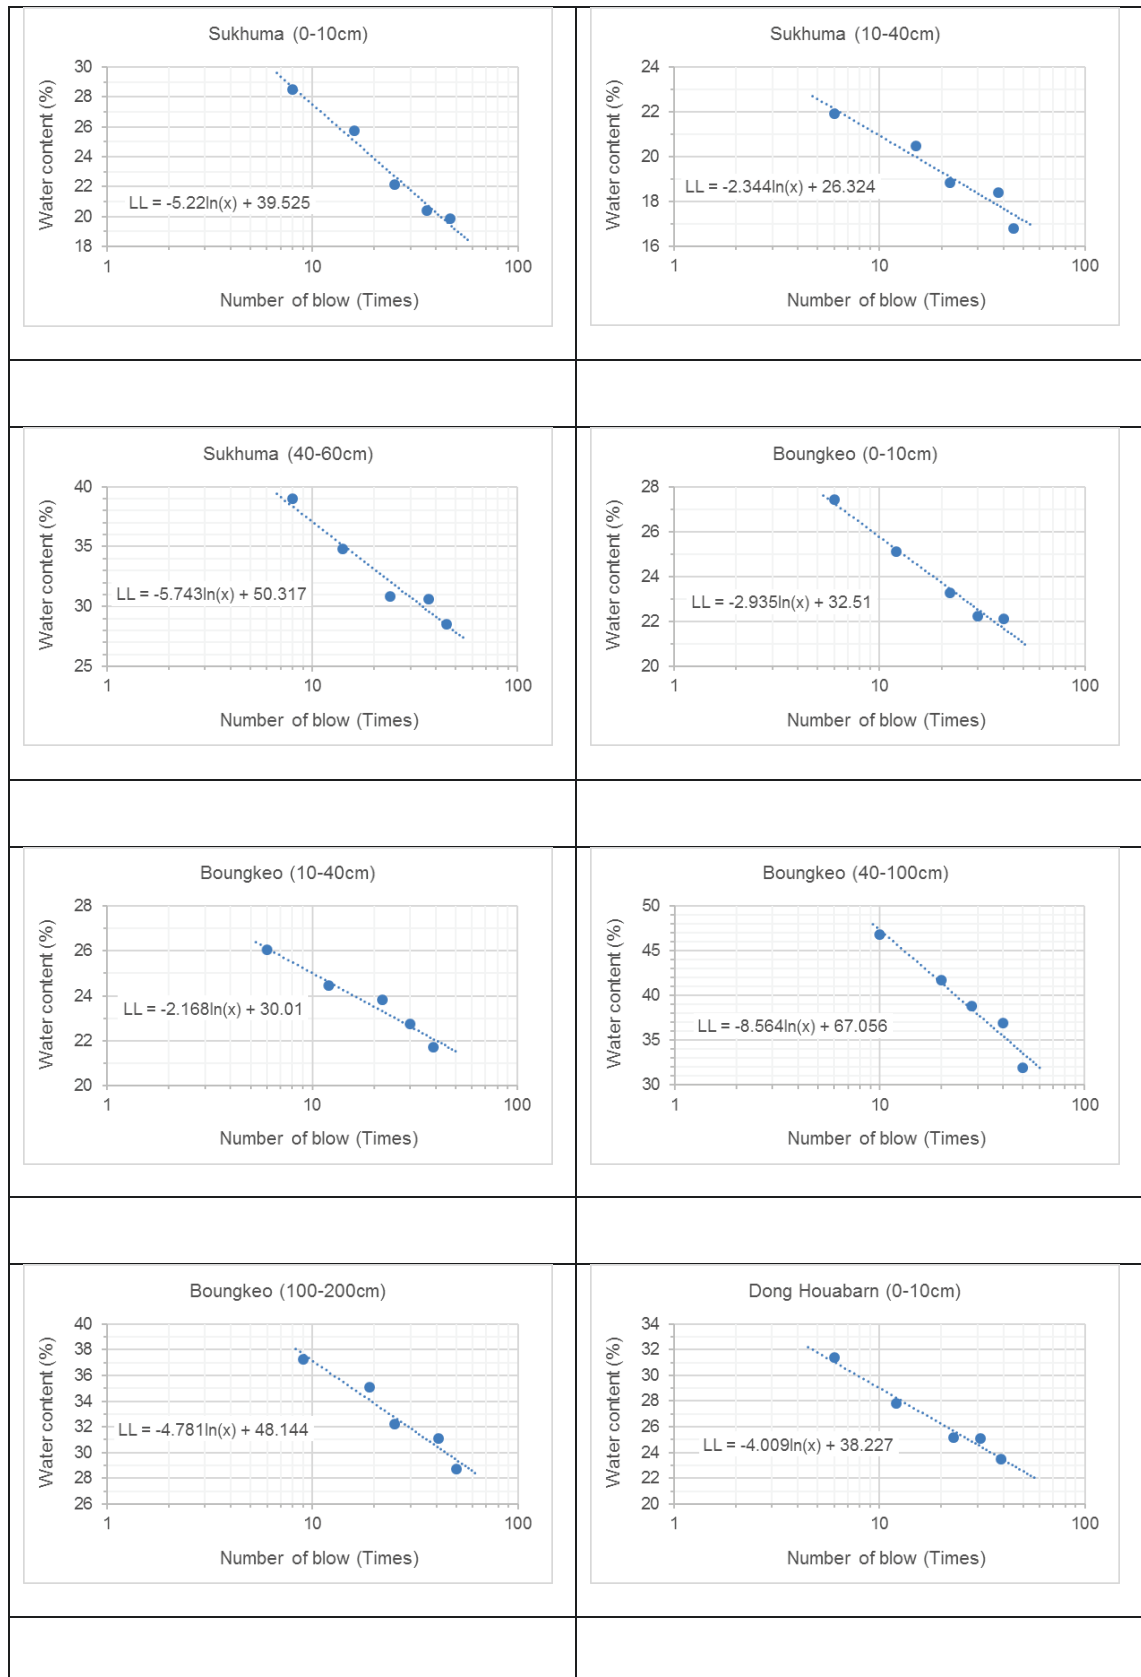 Sukhuma (0-10cm)
Water content (%)
30
28
26
24
22
20
18
LL = -5.22ln(x) + 39.525
1
10
100
Number of blow (Times)
Sukhuma (10-40cm)
Water content (%)
24
22
20
18
16
LL = -2.344ln(x) + 26.324
1
10
100
Number of blow (Times)
Sukhuma (40-60cm)
Water content (%)
40
35
30
25
LL = -5.743ln(x) + 50.317
1
10
100
Number of blow (Times)
Boungkeo (0-10cm)
Water content (%)
28
26
24
22
20
LL = -2.935ln(x) + 32.51
1
10
100
Number of blow (Times)
Boungkeo (10-40cm)
Water content (%)
28
26
24
22
20
LL = -2.168ln(x) + 30.01
1
10
100
Number of blow (Times)
Boungkeo (40-100cm)
Water content (%)
50
45
40
35
30
LL = -8.564ln(x) + 67.056
1
10
100
Number of blow (Times)
Boungkeo (100-200cm)
Water content (%)
40
38
36
34
32
30
28
26
LL = -4.781ln(x) + 48.144
1
10
100
Number of blow (Times)
Dong Houabarn (0-10cm)
Water content (%)
34
32
30
28
26
24
22
20
LL = -4.009ln(x) + 38.227
1
10
100
Number of blow (Times)